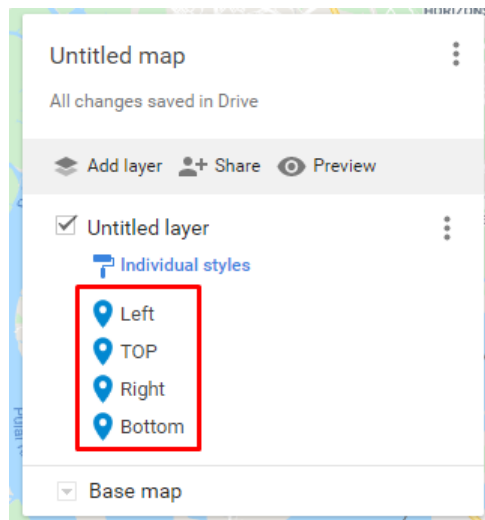 HORIZONS
Untitled map
All changes saved in Drive
Add layer Share Preview
Untitled layer
Individual styles
Left
TOP
Right
Bottom
Base map